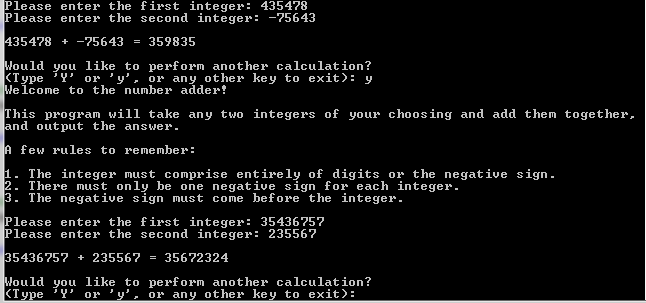 Please enter the first integer: 435478
Please enter the second integer: -75643
435478 + -75643 = 359835
Would you like to perform another calculation?
(Type 'Y' or 'y', or any other key to exit): y
Welcome to the number adder!
This program will take any two integers of your choosing and add them together,
and output the answer.
A few rules to remember:
1. The integer must comprise entirely of digits or the negative sign.
2. There must only be one negative sign for each integer.
3. The negative sign must come before the integer.
Please enter the first integer: 35436757
Please enter the second integer: 235567
35436757 + 235567 = 35672324
Would you like to perform another calculation?
(Type 'Y' or 'y', or any other key to exit):